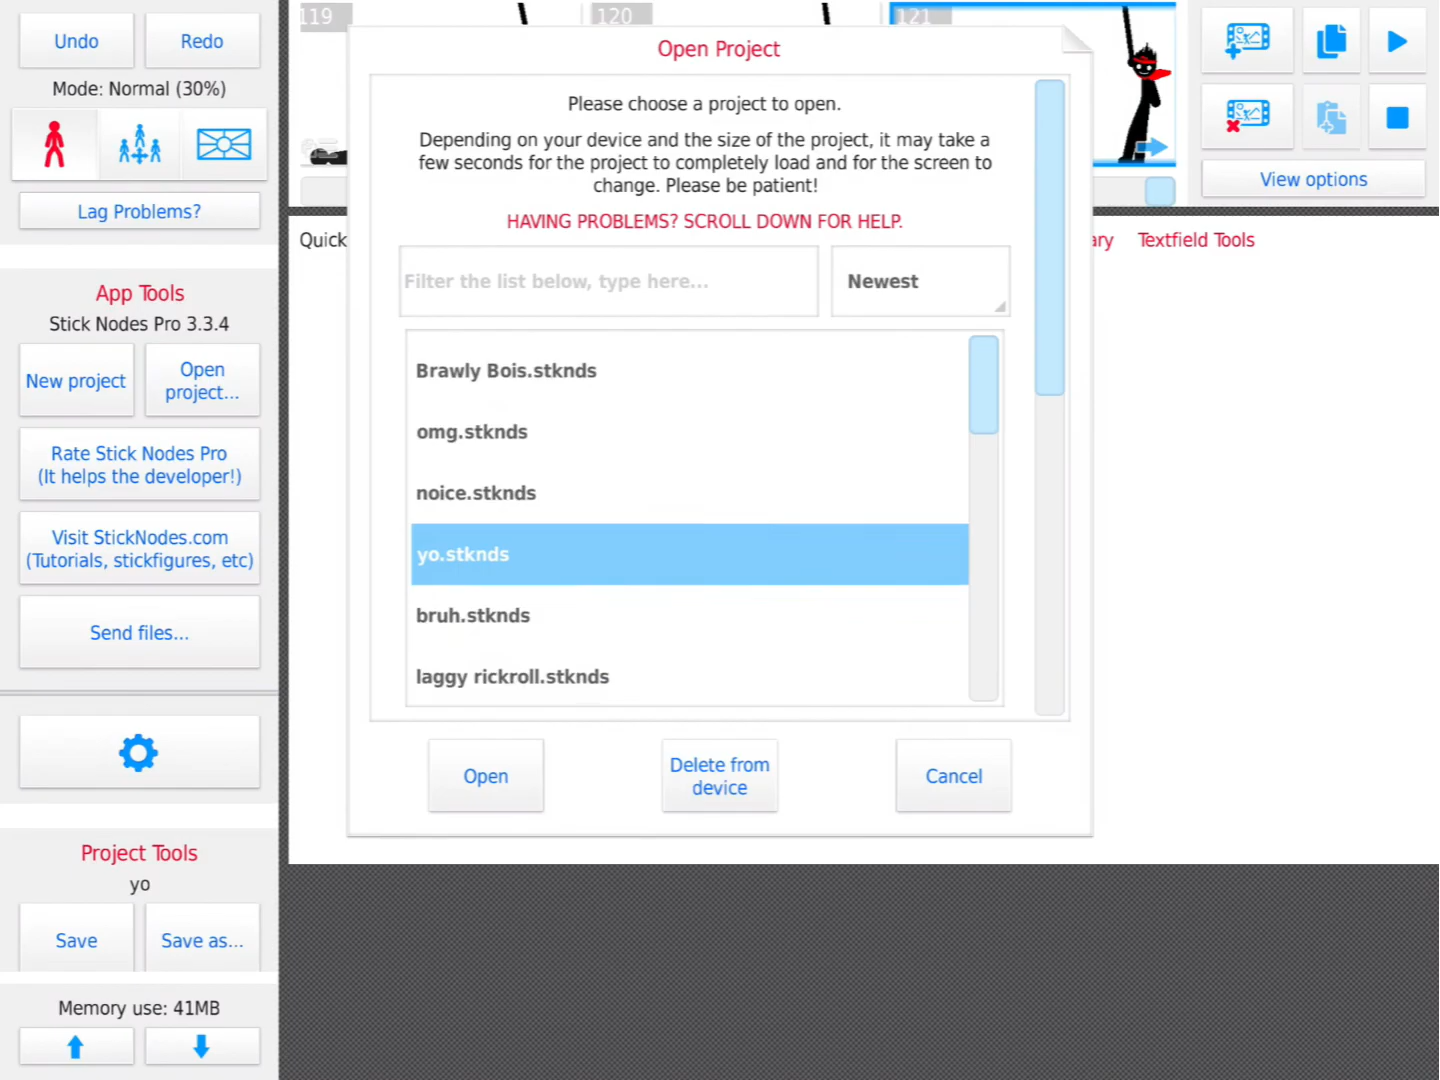 Undo
Redo
Mode: Normal (30%)
Lag Problems?
App Tools
Stick Nodes Pro 3.3.4
New project
Open
project...
Rate Stick Nodes Pro
(It helps the developer!)
Visit StickNodes.com
(Tutorials, stickfigures, etc)
Send files...
Project Tools
yo
Save
Save as...
Memory use: 41MB
119
120
121
View options
Quick
ary
Textfield Tools
Open Project
Please choose a project to open.
Depending on your device and the size of the project, it may take a
few seconds for the project to completely load and for the screen to
change. Please be patient!
HAVING PROBLEMS? SCROLL DOWN FOR HELP.
Filter the list below, type here...
Newest
Brawly Bois.stknds
omg.stknds
noice.stknds
yo.stknds
bruh.stknds
laggy rickroll.stknds
Open
Delete from
device
Cancel